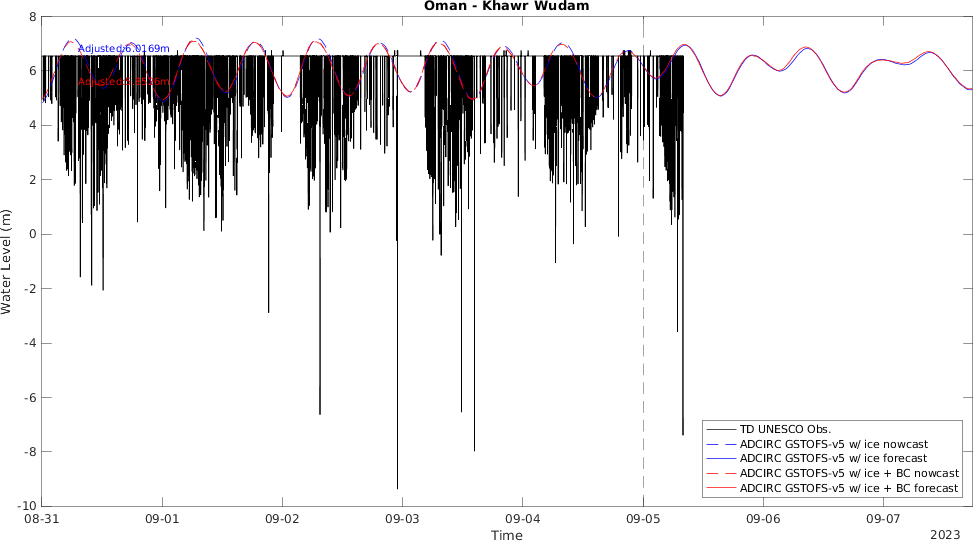 Oman - Khawr Wudam
8
6
4
2
0
-2
-4
-6
-8
-10
Water Level (m)
Adjusted:6.0169m
TD UNESCO Obs.
ADCIRC GSTOFS-v5 w/ ice nowcast
ADCIRC GSTOFS-v5 w/ ice forecast
ADCIRC GSTOFS-v5 w/ ice + BC nowcast
ADCIRC GSTOFS-v5 w/ ice + BC forecast
08-31 09-01 09-02 09-03 09-04 09-05 09-06 09-07
Time
2023